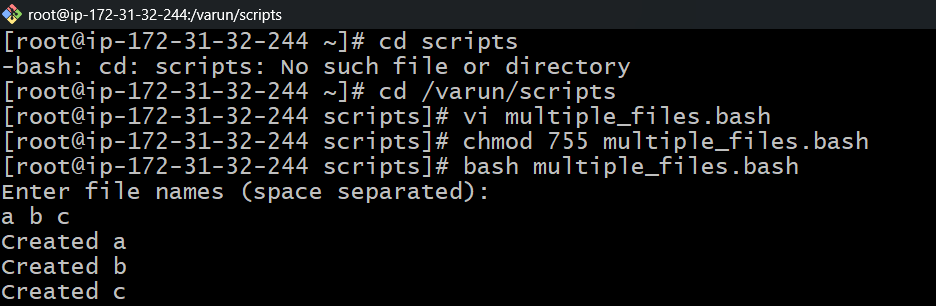 root@ip-172-31-32-244:/varun/scripts
[root@ip-172-31-32-244 ~]# cd scripts
-bash: cd: scripts: No such file or directory
[root@ip-172-31-32-244 ~]# cd /varun/scripts
[root@ip-172-31-32-244 scripts]# vi multiple_files.bash
[root@ip-172-31-32-244 scripts]# chmod 755 multiple_files.bash
[root@ip-172-31-32-244 scripts]# bash multiple_files.bash
Enter file names (space separated):
a b c
Created a
Created b
Created c